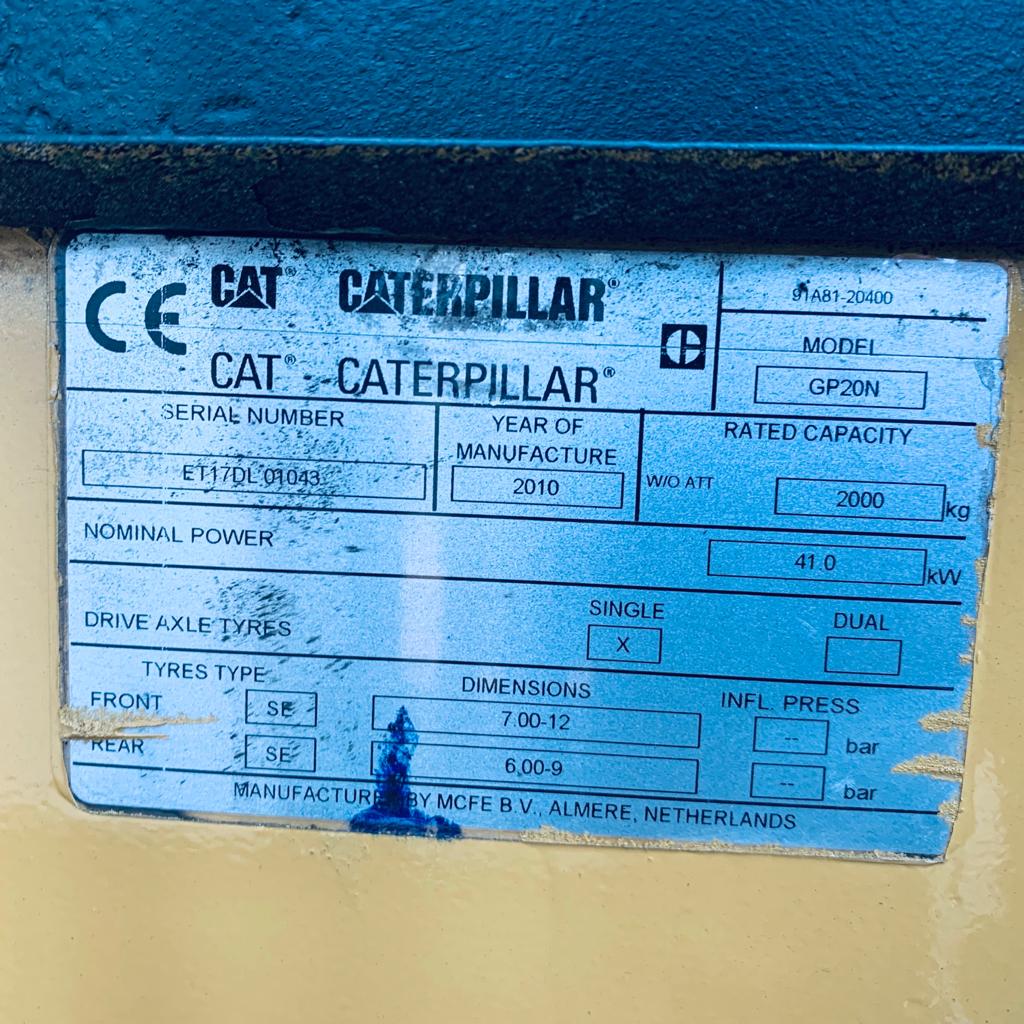 CE CAT® CATERPILLAR®
CAT® CATERPILLAR®
91A81-20400
MODEL
GP20N
SERIAL NUMBER
ET17DL 01043
YEAR OF
MANUFACTURE
2010
RATED CAPACITY
W/O ATT 2000 kg
NOMINAL POWER 41.0 kW
DRIVE AXLE TYRES SINGLE X DUAL
TYRES TYPE DIMENSIONS INFL. PRESS
FRONT SE 7.00-12 -- bar
REAR SE 6,00-9 -- bar
MANUFACTURED BY MCFE B.V., ALMERE, NETHERLANDS